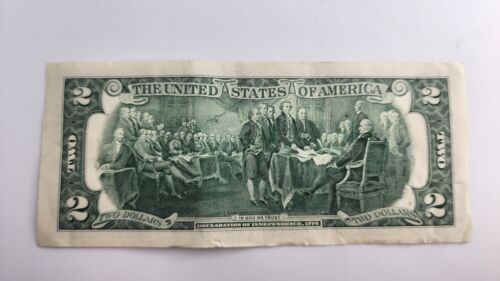 THE UNITED STATES OF AMERICA
2 2
TWO TWO
2 2
TWO DOLLARS TWO DOLLARS
IN GOD WE TRUST
DECLARATION OF INDEPENDENCE, 1776